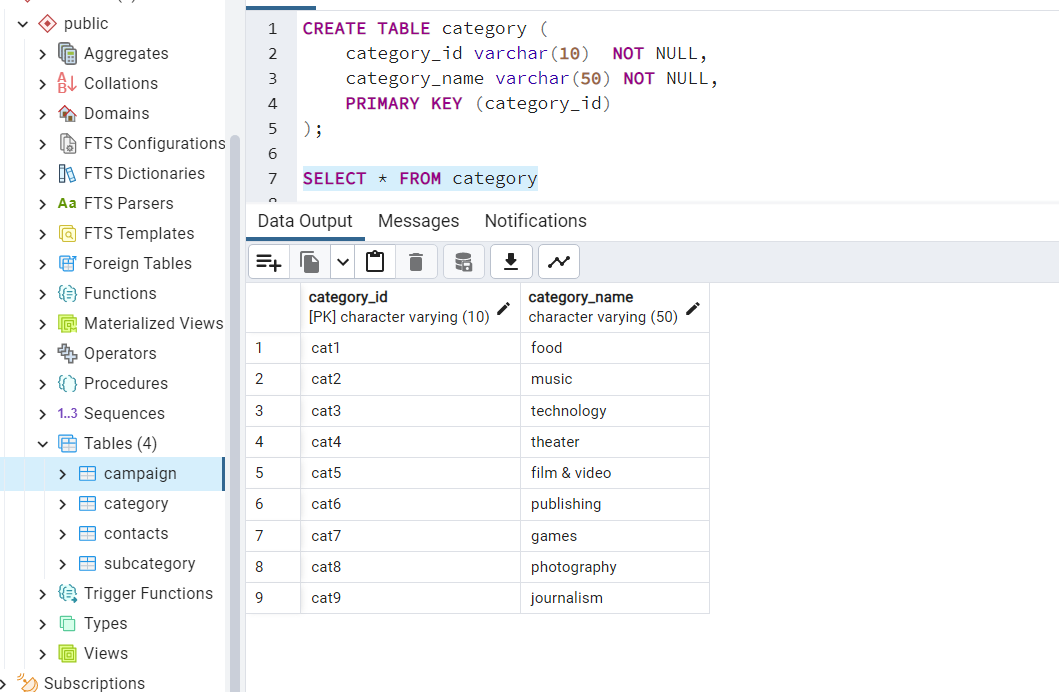 public
Aggregates
Collations
Domains
FTS Configurations
FTS Dictionaries
Aa FTS Parsers
FTS Templates
Foreign Tables
Functions
Materialized Views
Operators
Procedures
1..3 Sequences
Tables (4)
campaign
category
contacts
subcategory
Trigger Functions
Types
Views
Subscriptions
1 CREATE TABLE category (
2 category_id varchar(10) NOT NULL,
3 category_name varchar(50) NOT NULL,
4 PRIMARY KEY (category_id)
5 );
6
7 SELECT * FROM category
Data Output Messages Notifications
category_id category_name
[PK] character varying (10) character varying (50)
1 cat1 food
2 cat2 music
3 cat3 technology
4 cat4 theater
5 cat5 film & video
6 cat6 publishing
7 cat7 games
8 cat8 photography
9 cat9 journalism